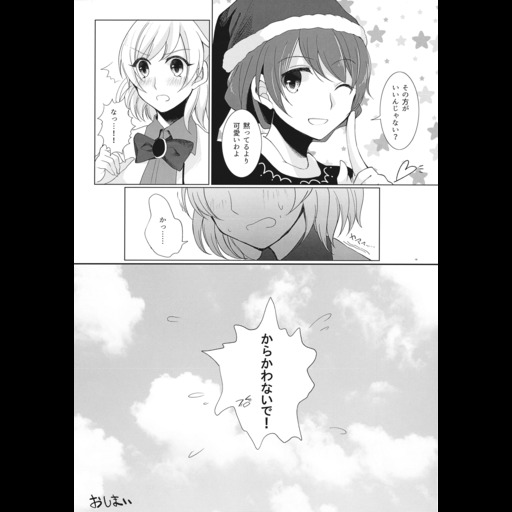 その方が
いいんじゃない？
黙ってるより
可愛いわよ
なっ…！！
かっ……
からかわないで！
おしまい